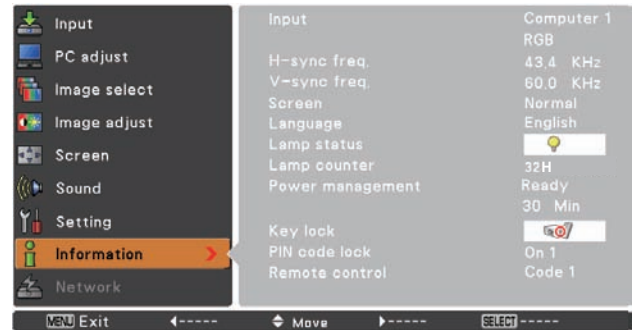 Input
PC adjust
Image select
Image adjust
Screen
Sound
Setting
Information
Network
Input Computer 1
RGB
H-sync freq. 43.4 KHz
V-sync freq. 60.0 KHz
Screen Normal
Language English
Lamp status
Lamp counter 32H
Power management Ready
30 Min
Key lock
PIN code lock On 1
Remote control Code 1
MENU Exit ◀----- Move ▶----- SELECT -----